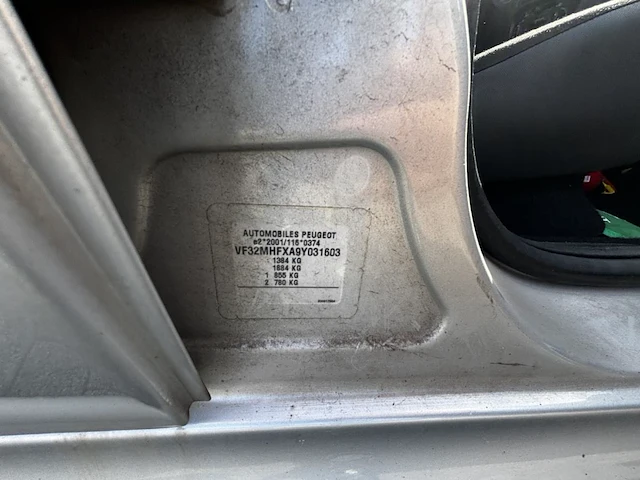 AUTOMOBILES PEUGEOT
e2*2001/116*0374
VF32MHFXA9Y031603
1384 KG
1884 KG
1 855 KG
2 780 KG